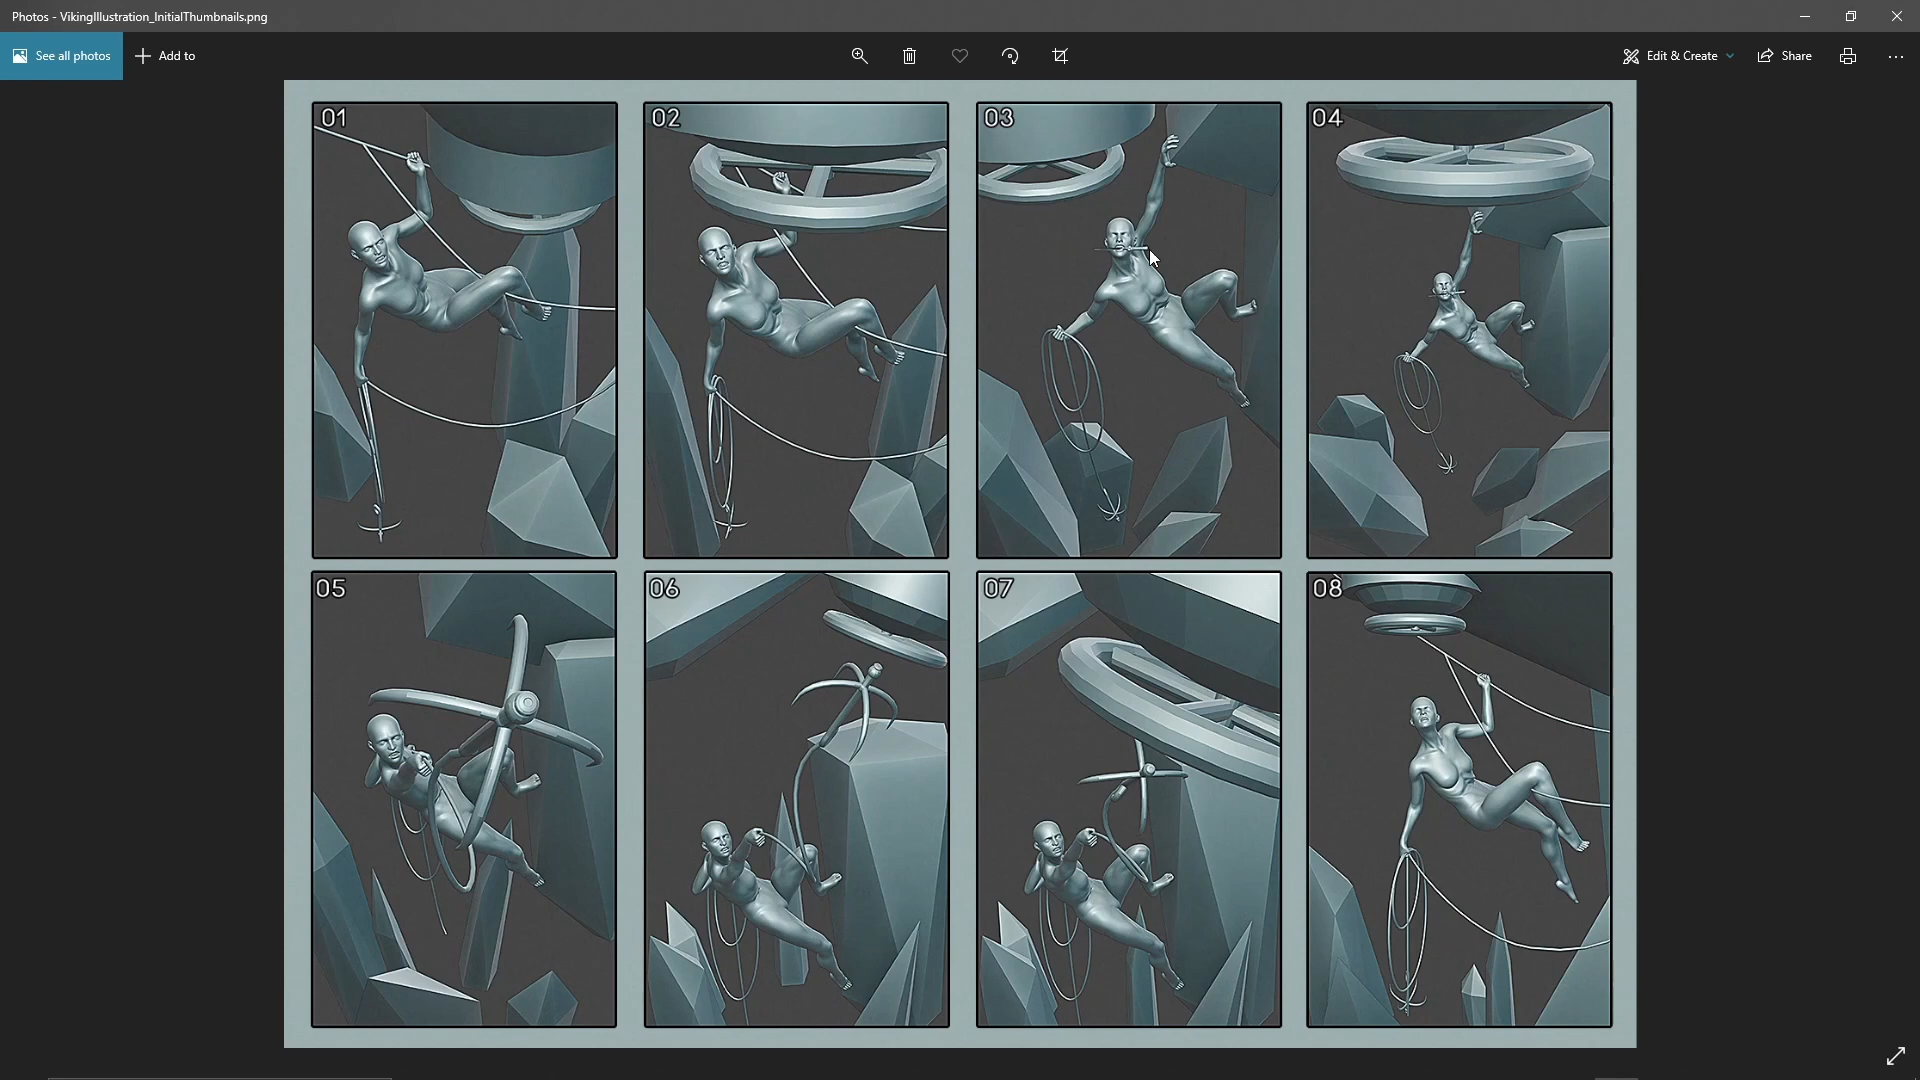 Photos - VikingIllustration_InitialThumbnails.png
See all photos
Add to
Edit & Create
Share
01
02
03
04
05
06
07
08